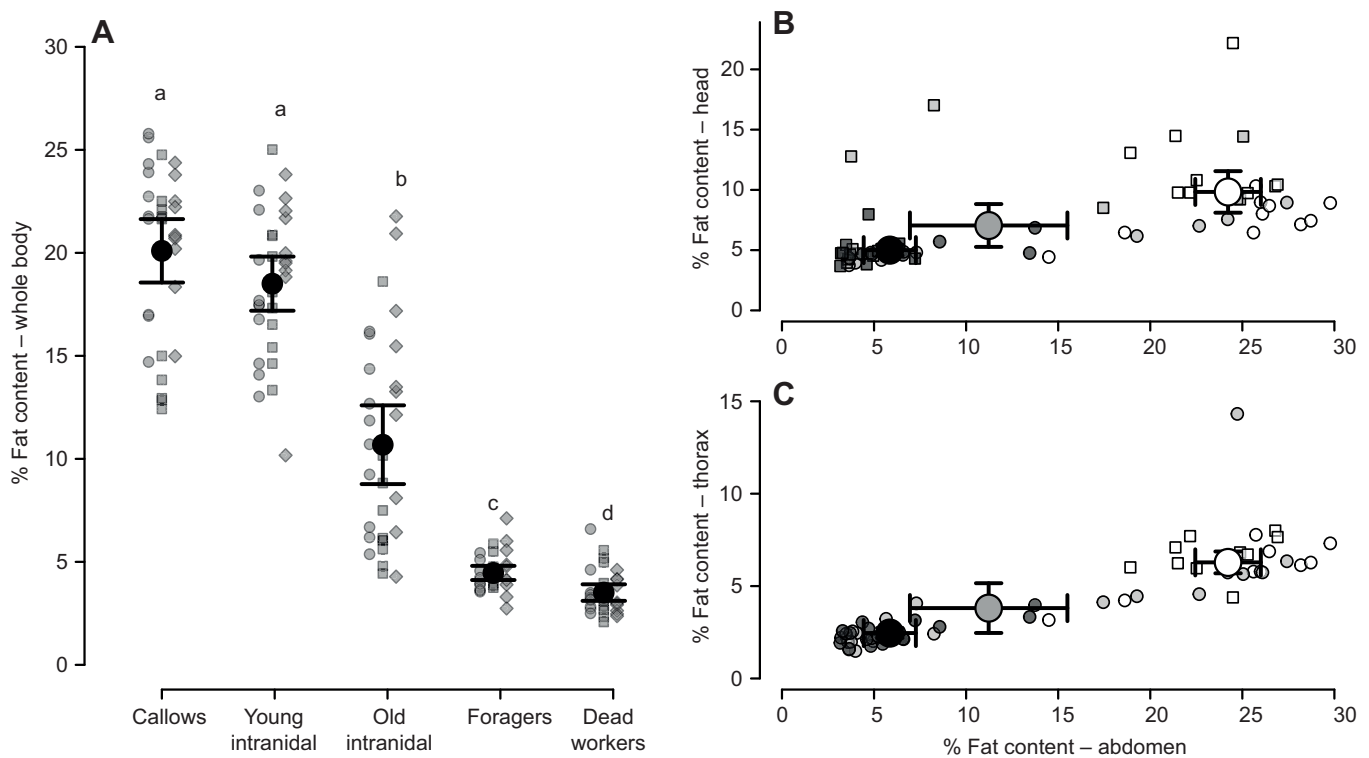 A
% Fat content – whole body
30
25
20
15
10
5
0
a
a
b
c
d
Callows
Young
intranidal
Old
intranidal
Foragers
Dead
workers
B
% Fat content – head
20
15
10
5
0
0 5 10 15 20 25 30
C
% Fat content – thorax
15
10
5
0
0 5 10 15 20 25 30
% Fat content – abdomen